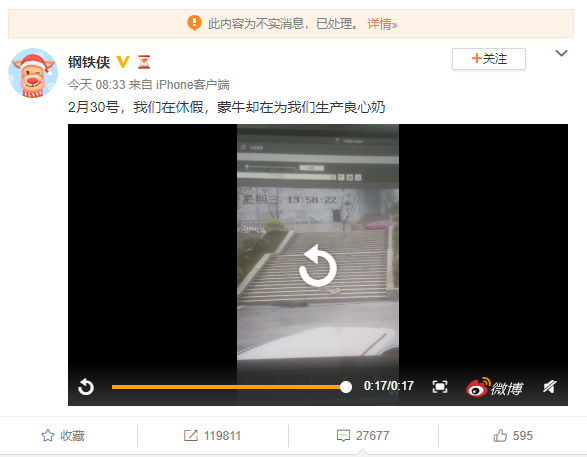 此内容为不实消息，已处理。 详情»
钢铁侠
+关注
今天 08:33 来自 iPhone客户端
2月30号，我们在休假，蒙牛却在为我们生产良心奶
星期三 13:58:22
0:17/0:17
微博
收藏
119811
27677
595